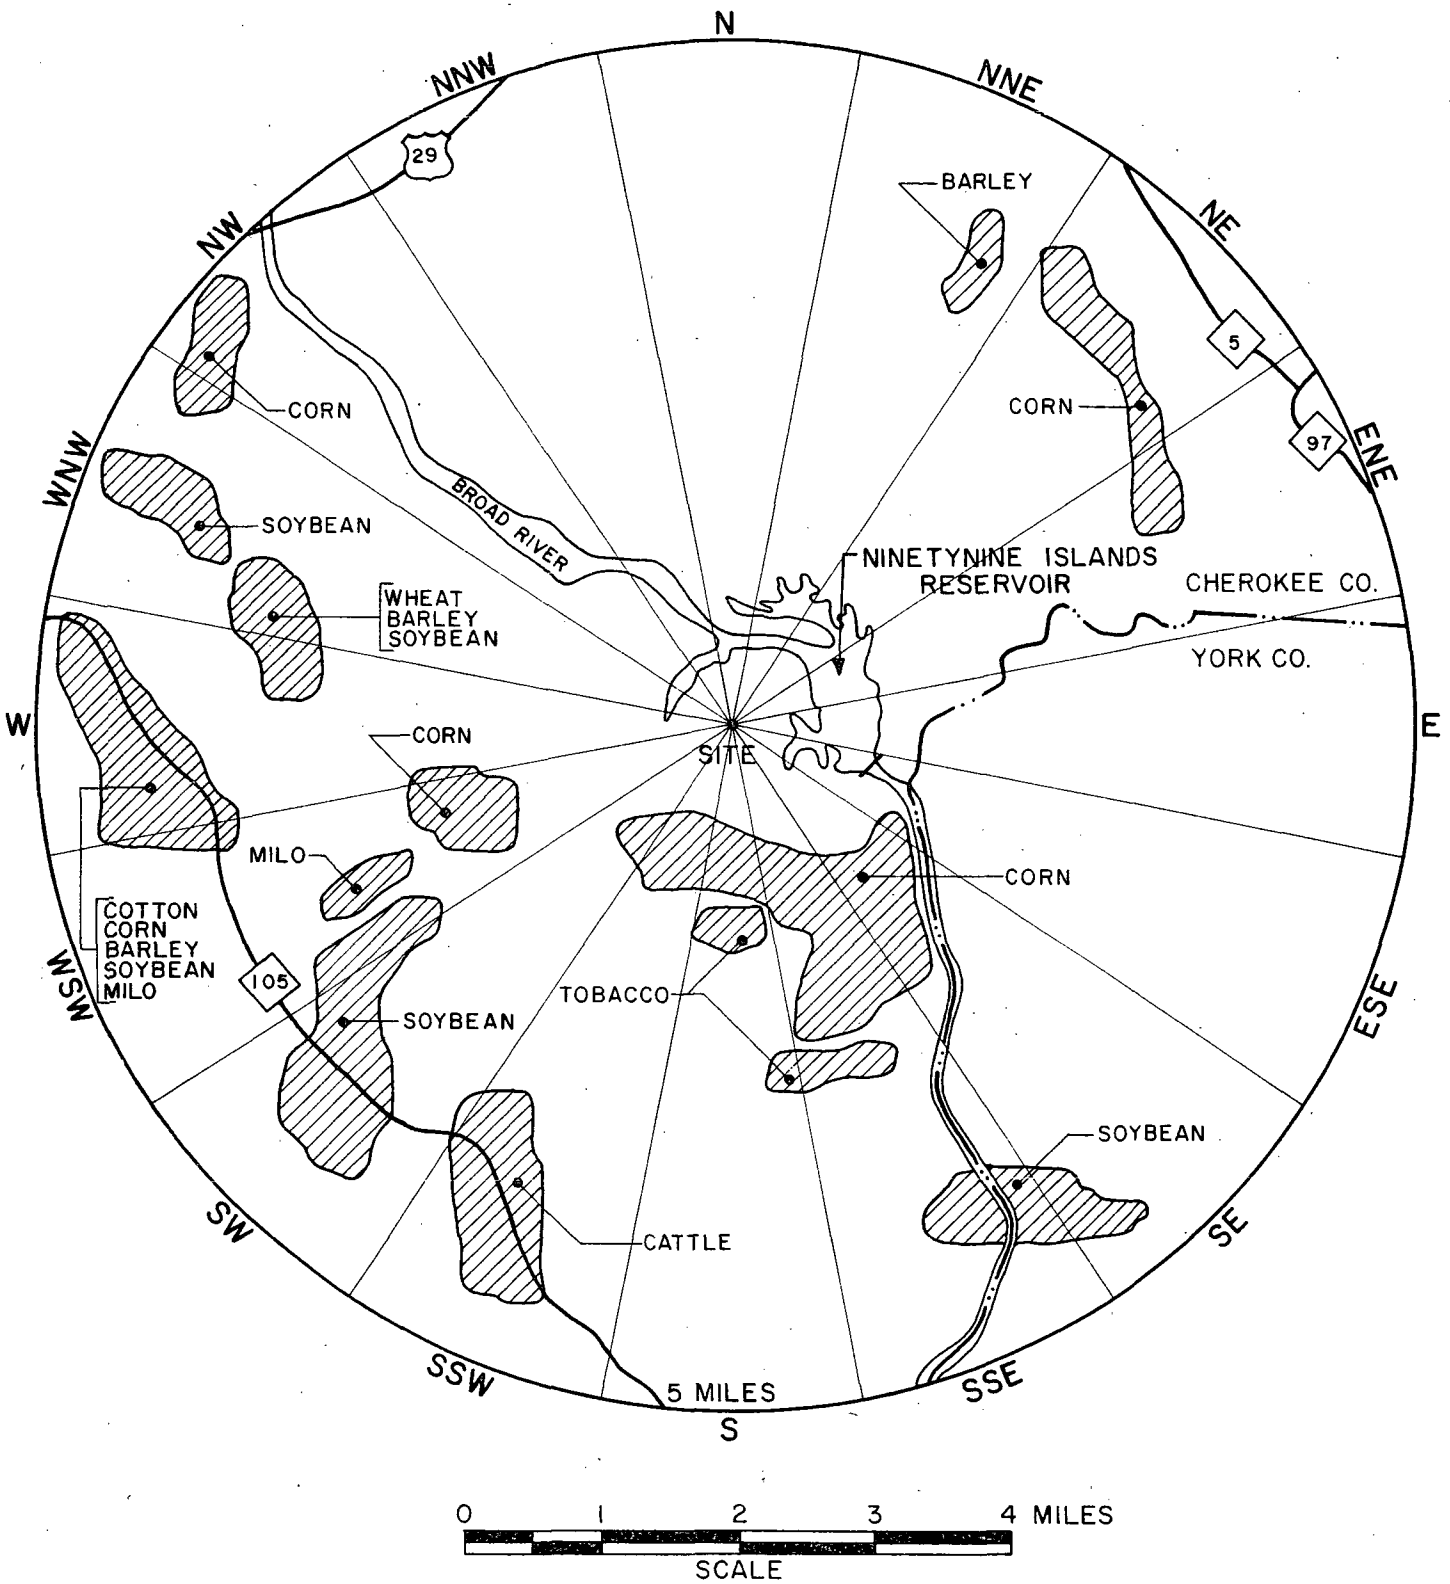 N
NNW
NNE
29
BARLEY
NW
NE
5
CORN
CORN
97
WNW
ENE
SOYBEAN
BROAD RIVER
NINETYNINE ISLANDS
RESERVOIR
CHEROKEE CO.
WHEAT
BARLEY
SOYBEAN
YORK CO.
W
E
CORN
SITE
MILO
CORN
COTTON
CORN
BARLEY
SOYBEAN
MILO
WSW
105
TOBACCO
ESE
SOYBEAN
SOYBEAN
SW
SE
CATTLE
SSW
SSE
5 MILES
S
0 1 2 3 4 MILES
SCALE